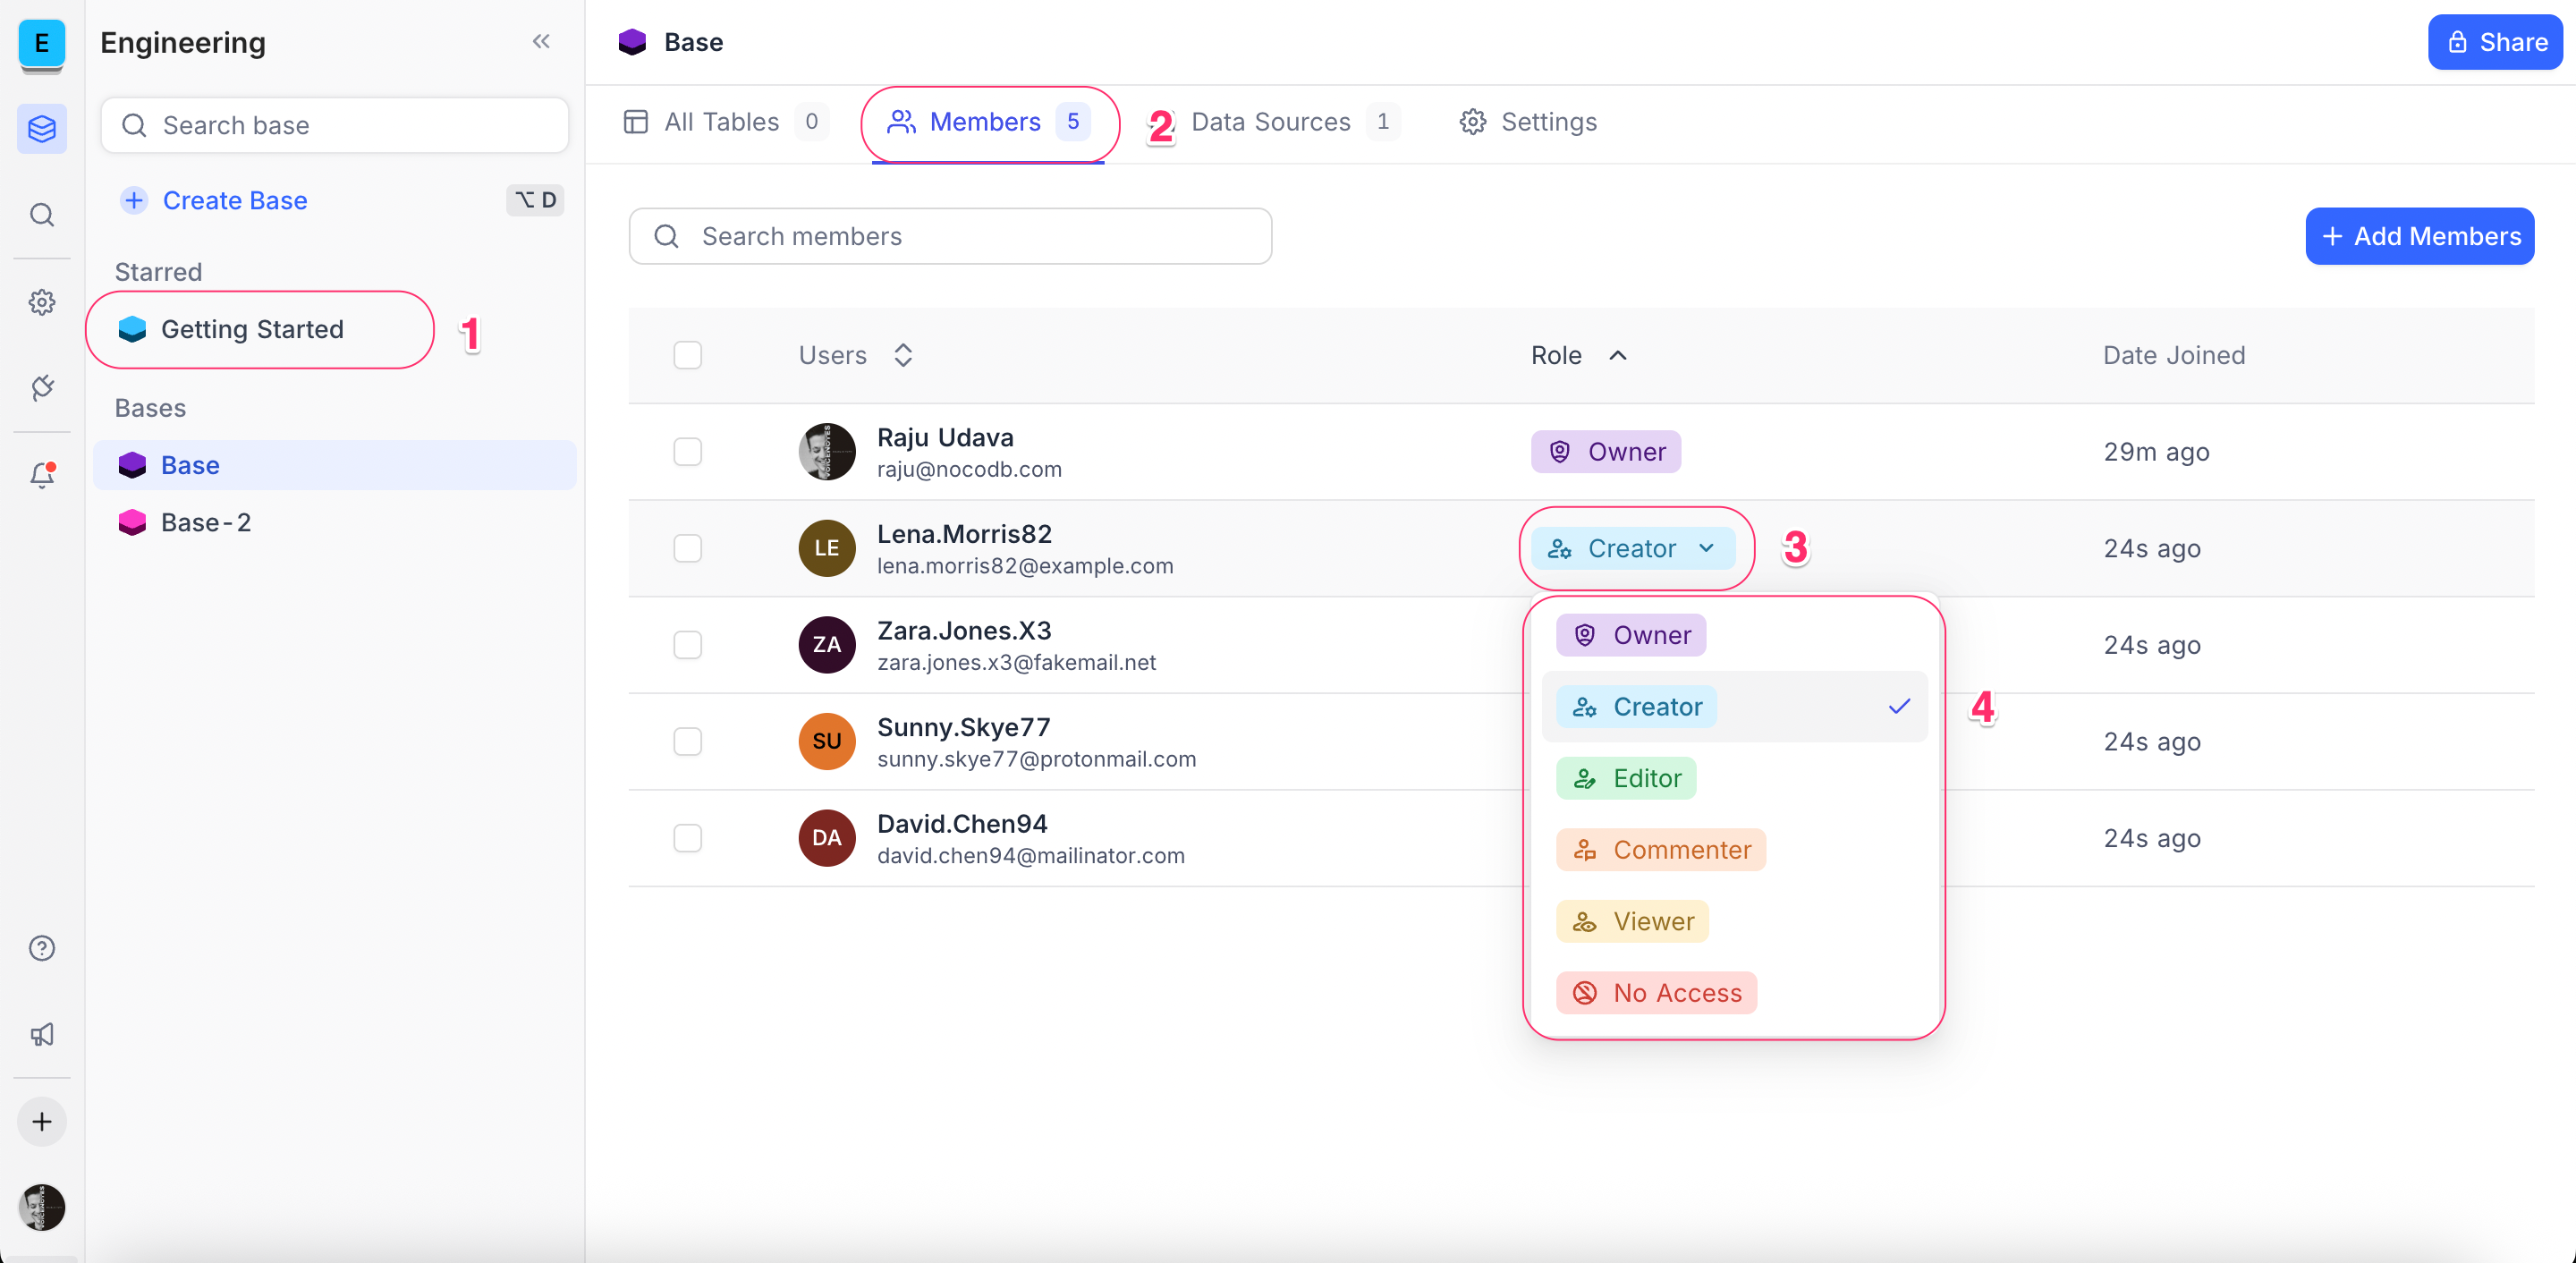 E
Engineering
Search base
Create Base
⌥ D
Starred
Getting Started
1
Bases
Base
Base-2
Base
Share
All Tables 0
Members 5
2
Data Sources 1
Settings
Search members
+ Add Members
Users
Role
Date Joined
Raju Udava
raju@nocodb.com
Owner
29m ago
LE
Lena.Morris82
lena.morris82@example.com
Creator
3
24s ago
ZA
Zara.Jones.X3
zara.jones.x3@fakemail.net
24s ago
SU
Sunny.Skye77
sunny.skye77@protonmail.com
24s ago
DA
David.Chen94
david.chen94@mailinator.com
24s ago
Owner
Creator
4
Editor
Commenter
Viewer
No Access